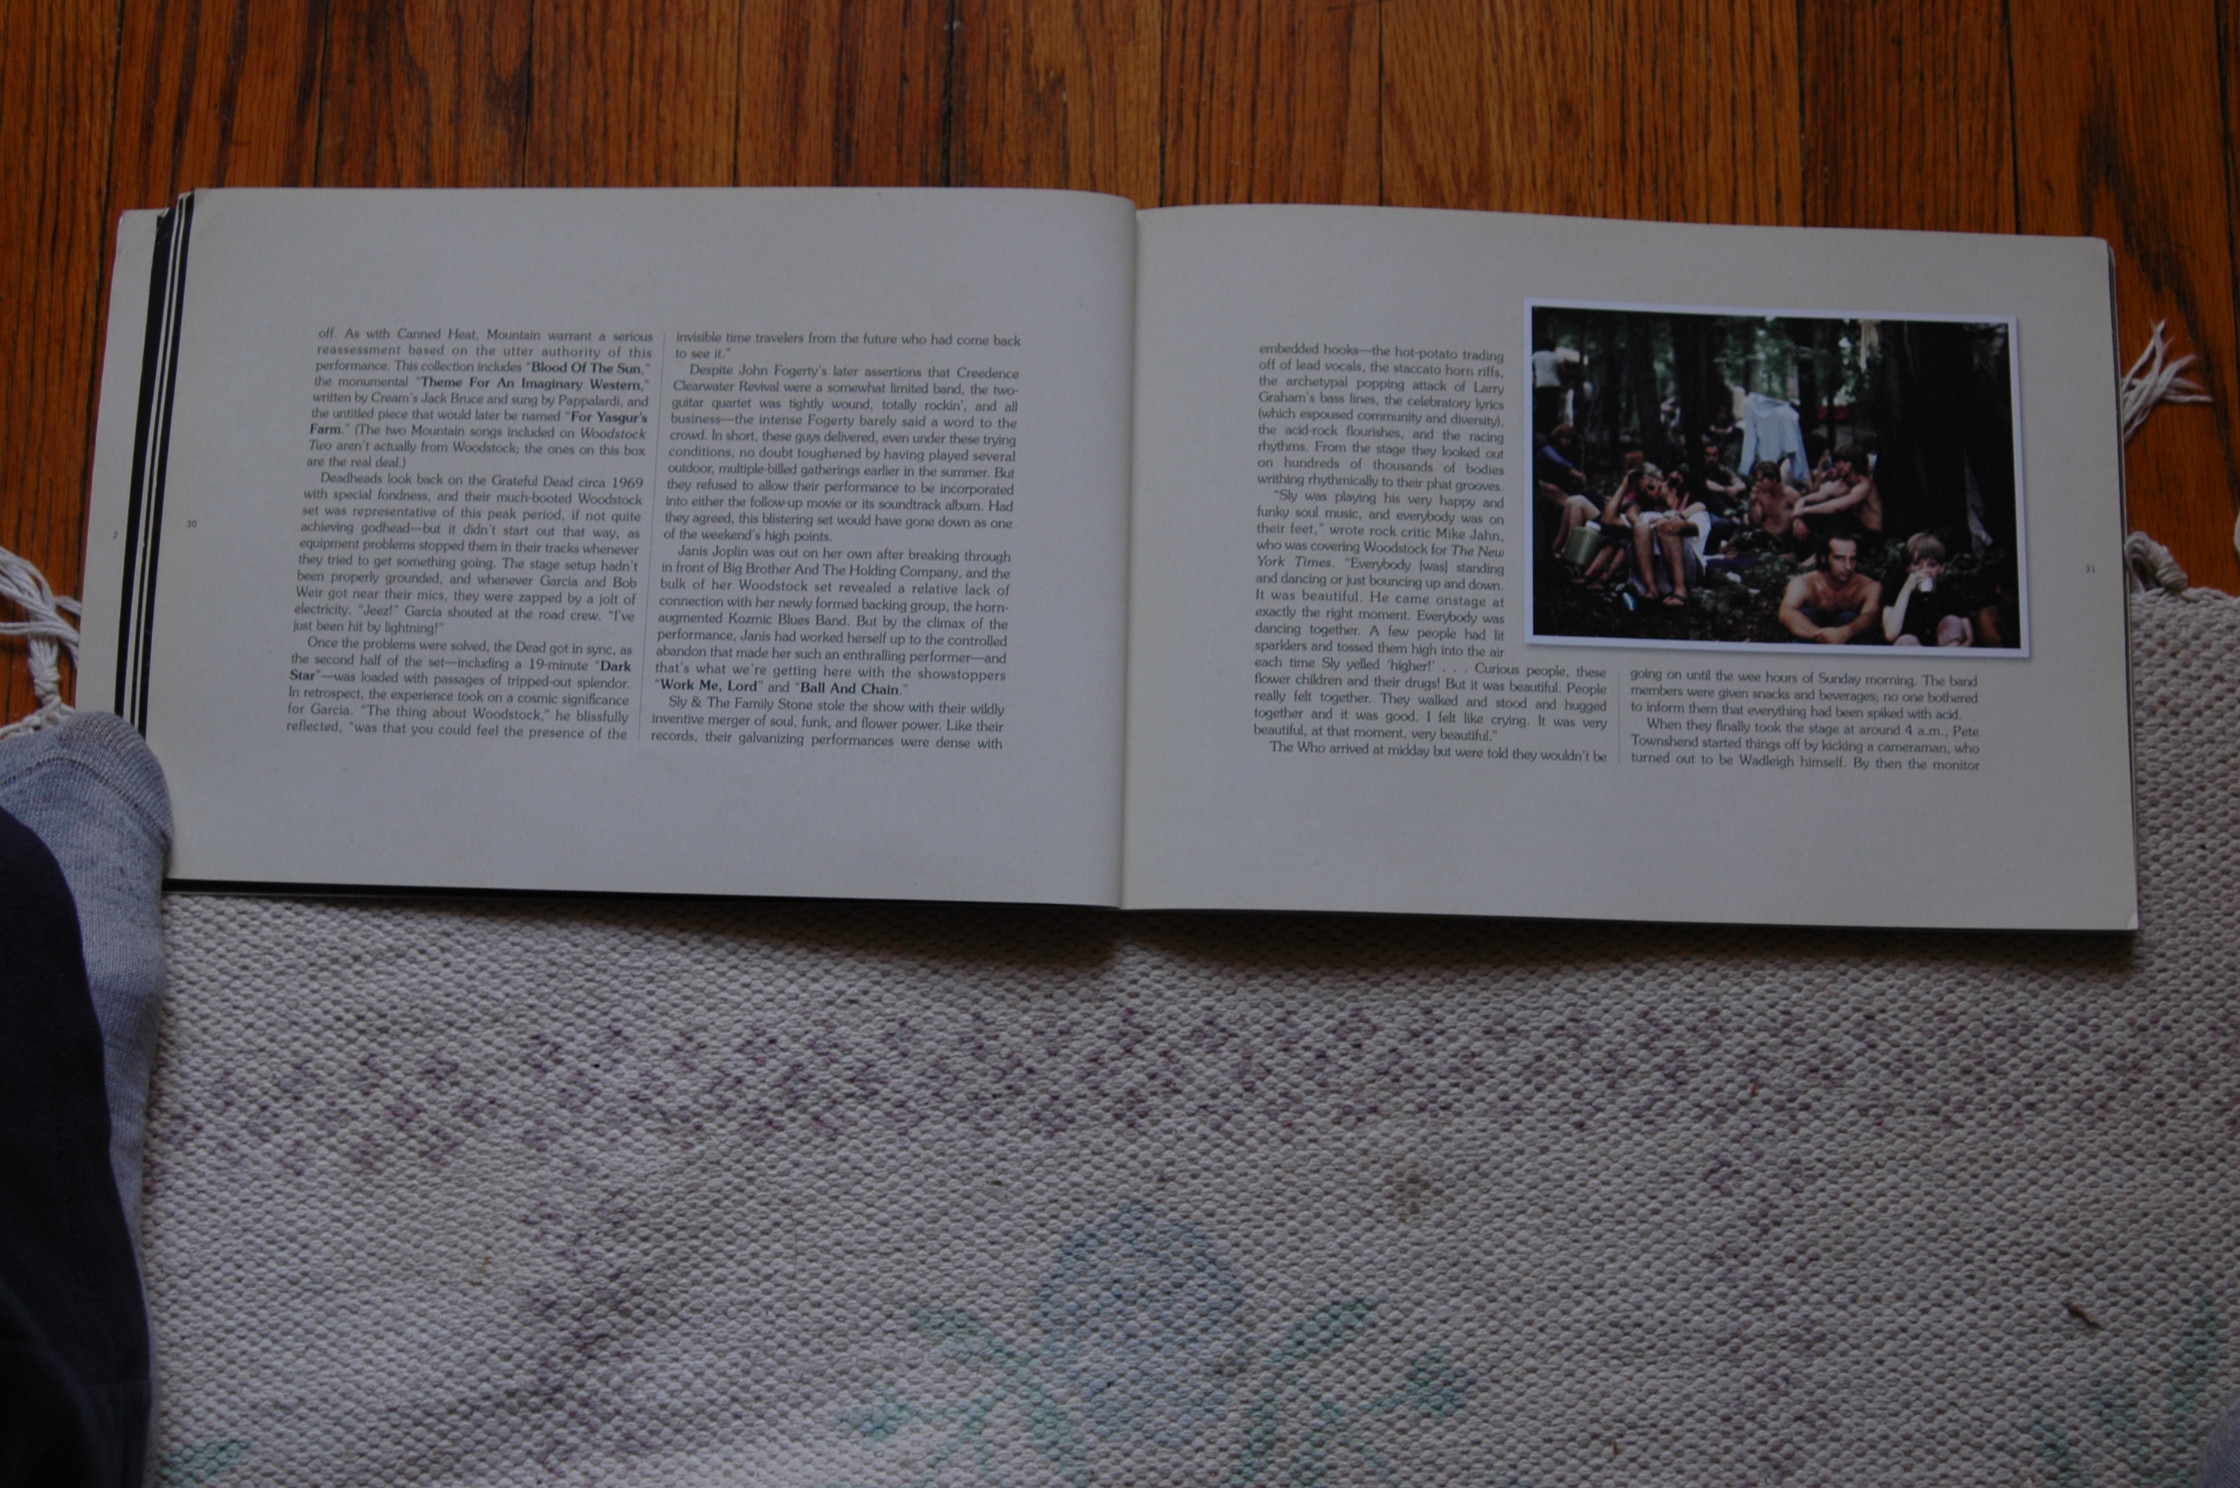 off. As with Canned Heat, Mountain warrant a serious
reassessment based on the utter authority of this
performance. This collection includes "Blood Of The Sun,"
the monumental "Theme For An Imaginary Western,"
written by Cream's Jack Bruce and sung by Pappalardi, and
the untitled piece that would later be named "For Yasgur's
Farm." (The two Mountain songs included on Woodstock
Two aren't actually from Woodstock; the ones on this box
are the real deal.)
Deadheads look back on the Grateful Dead circa 1969
with special fondness, and their much-booted Woodstock
set was representative of this peak period, if not quite
achieving godhead—but it didn't start out that way, as
equipment problems stopped them in their tracks whenever
they tried to get something going. The stage setup hadn't
been properly grounded, and whenever Garcia and Bob
Weir got near their mics, they were zapped by a jolt of
electricity. "Jeez!" Garcia shouted at the road crew. "I've
just been hit by lightning!"
Once the problems were solved, the Dead got in sync, as
the second half of the set—including a 19-minute "Dark
Star"—was loaded with passages of tripped-out splendor.
In retrospect, the experience took on a cosmic significance
for Garcia. "The thing about Woodstock," he blissfully
reflected, "was that you could feel the presence of the
invisible time travelers from the future who had come back
to see it."
Despite John Fogerty's later assertions that Creedence
Clearwater Revival were a somewhat limited band, the two-
guitar quartet was tightly wound, totally rockin', and all
business—the intense Fogerty barely said a word to the
crowd. In short, these guys delivered, even under these trying
conditions, no doubt toughened by having played several
outdoor, multiple-billed gatherings earlier in the summer. But
they refused to allow their performance to be incorporated
into either the follow-up movie or its soundtrack album. Had
they agreed, this blistering set would have gone down as one
of the weekend's high points.
Janis Joplin was out on her own after breaking through
in front of Big Brother And The Holding Company, and the
bulk of her Woodstock set revealed a relative lack of
connection with her newly formed backing group, the horn-
augmented Kozmic Blues Band. But by the climax of the
performance, Janis had worked herself up to the controlled
abandon that made her such an enthralling performer—and
that's what we're getting here with the showstoppers
"Work Me, Lord" and "Ball And Chain."
Sly & The Family Stone stole the show with their wildly
inventive merger of soul, funk, and flower power. Like their
records, their galvanizing performances were dense with
30
embedded hooks—the hot-potato trading
off of lead vocals, the staccato horn riffs,
the archetypal popping attack of Larry
Graham's bass lines, the celebratory lyrics
(which espoused community and diversity),
the acid-rock flourishes, and the racing
rhythms. From the stage they looked out
on hundreds of thousands of bodies
writhing rhythmically to their phat grooves.
"Sly was playing his very happy and
funky soul music, and everybody was on
their feet," wrote rock critic Mike Jahn,
who was covering Woodstock for The New
York Times. "Everybody [was] standing
and dancing or just bouncing up and down.
It was beautiful. He came onstage at
exactly the right moment. Everybody was
dancing together. A few people had lit
sparklers and tossed them high into the air
each time Sly yelled 'higher!' . . . Curious people, these
flower children and their drugs! But it was beautiful. People
really felt together. They walked and stood and hugged
together and it was good. I felt like crying. It was very
beautiful, at that moment, very beautiful."
The Who arrived at midday but were told they wouldn't be
going on until the wee hours of Sunday morning. The band
members were given snacks and beverages; no one bothered
to inform them that everything had been spiked with acid.
When they finally took the stage at around 4 a.m., Pete
Townshend started things off by kicking a cameraman, who
turned out to be Wadleigh himself. By then the monitor
31